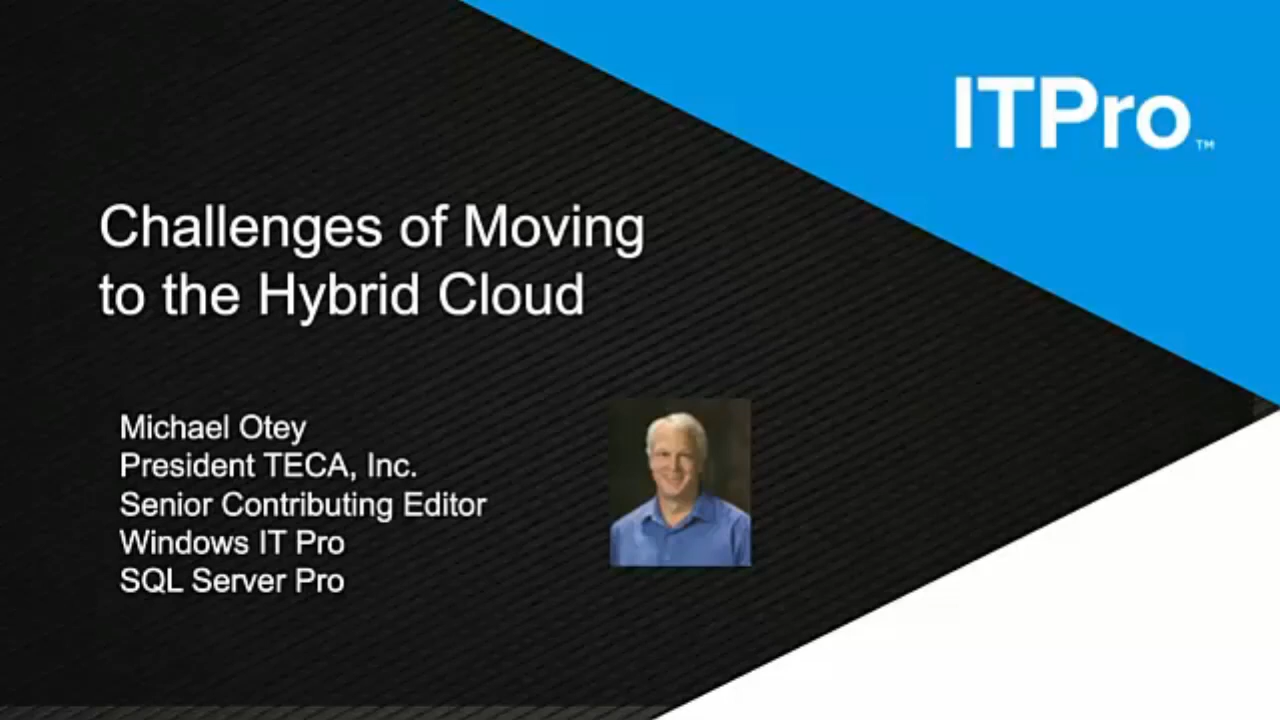 ITPro™
Challenges of Moving
to the Hybrid Cloud
Michael Otey
President TECA, Inc.
Senior Contributing Editor
Windows IT Pro
SQL Server Pro